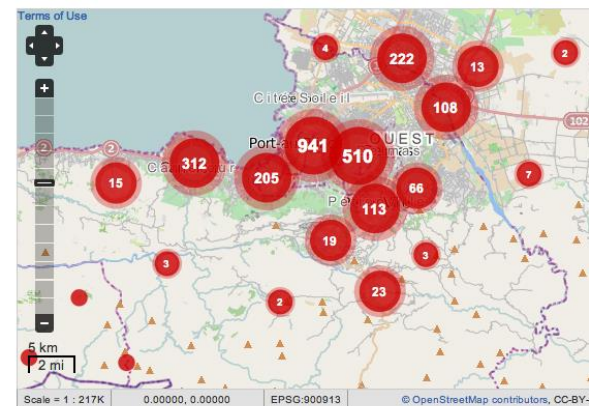 Terms of Use
4
222
13
2
108
Cité Soleil
102
Port-a
941
510
OUEST
2
2
312
205
15
66
7
113
19
3
3
23
2
5 km
2 mi
Scale = 1 : 217K
0.00000, 0.00000
EPSG:900913
© OpenStreetMap contributors, CC-BY-